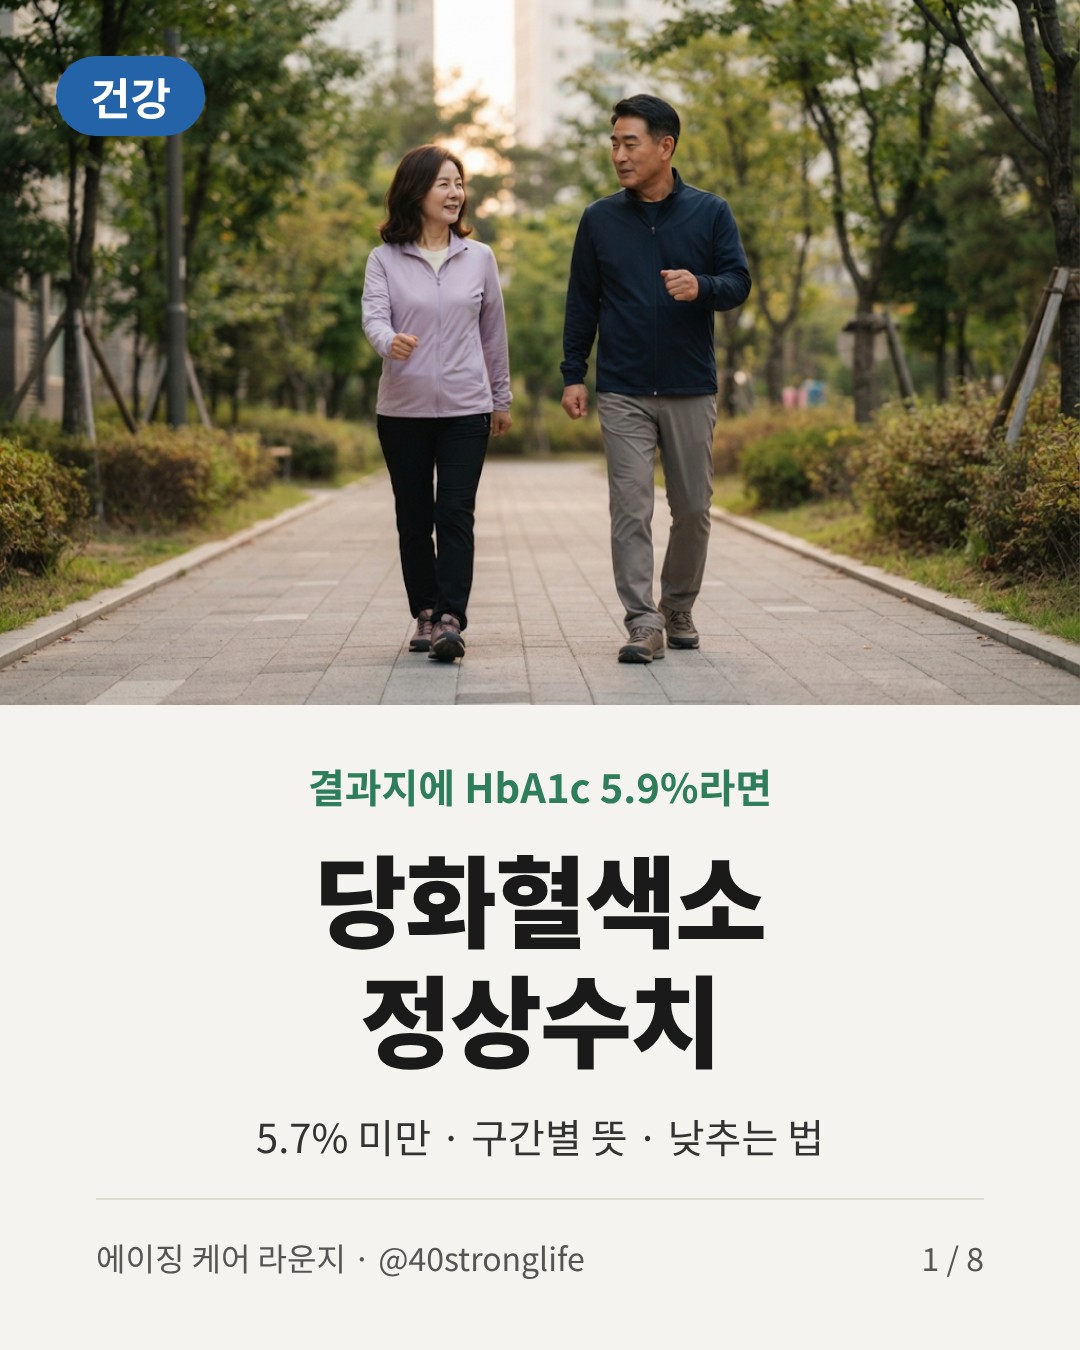 건강
결과지에 HbA1c 5.9%라면
당화혈색소
정상수치
5.7% 미만 · 구간별 뜻 · 낮추는 법
에이징 케어 라운지 · @40stronglife
1 / 8